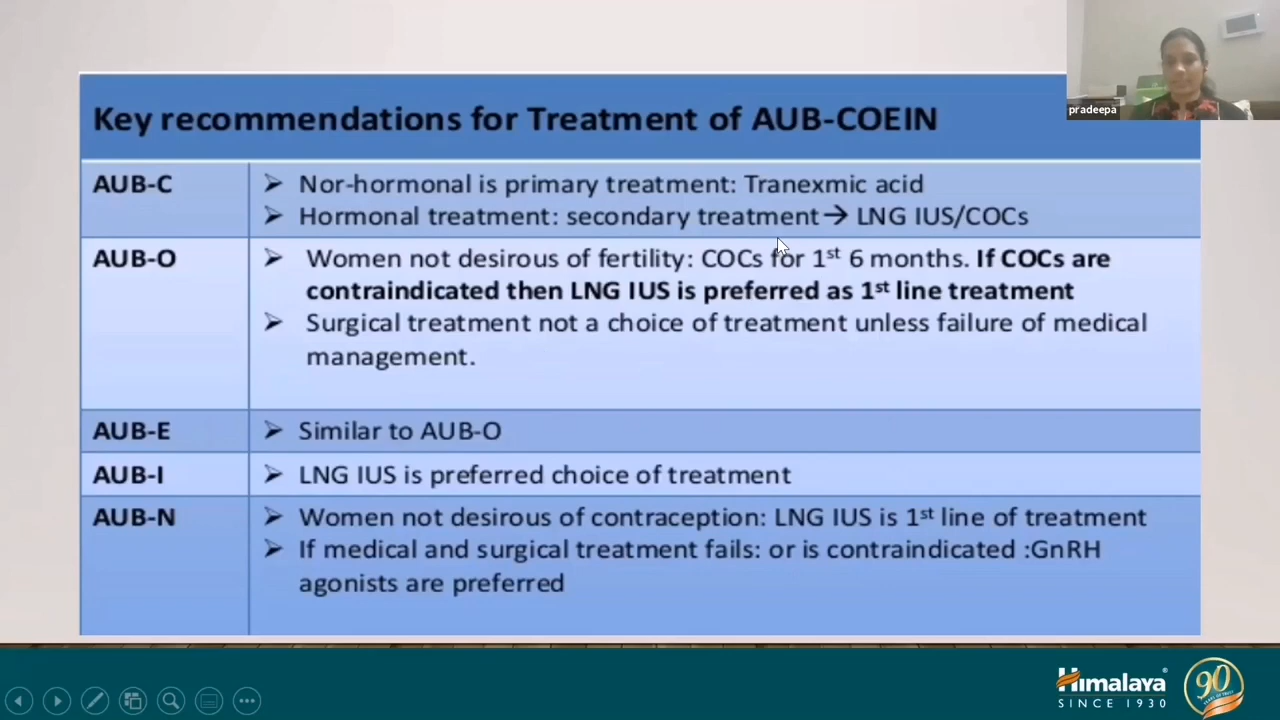 pradeepa
Key recommendations for Treatment of AUB-COEIN
AUB-C
➢ Nor-hormonal is primary treatment: Tranexmic acid
➢ Hormonal treatment: secondary treatment→ LNG IUS/COCs
AUB-O
➢ Women not desirous of fertility: COCs for 1st 6 months. If COCs are
contraindicated then LNG IUS is preferred as 1st line treatment
➢ Surgical treatment not a choice of treatment unless failure of medical
management.
AUB-E
➢ Similar to AUB-O
AUB-I
➢ LNG IUS is preferred choice of treatment
AUB-N
➢ Women not desirous of contraception: LNG IUS is 1st line of treatment
➢ If medical and surgical treatment fails: or is contraindicated :GnRH
agonists are preferred
Himalaya®
SINCE 1930
90